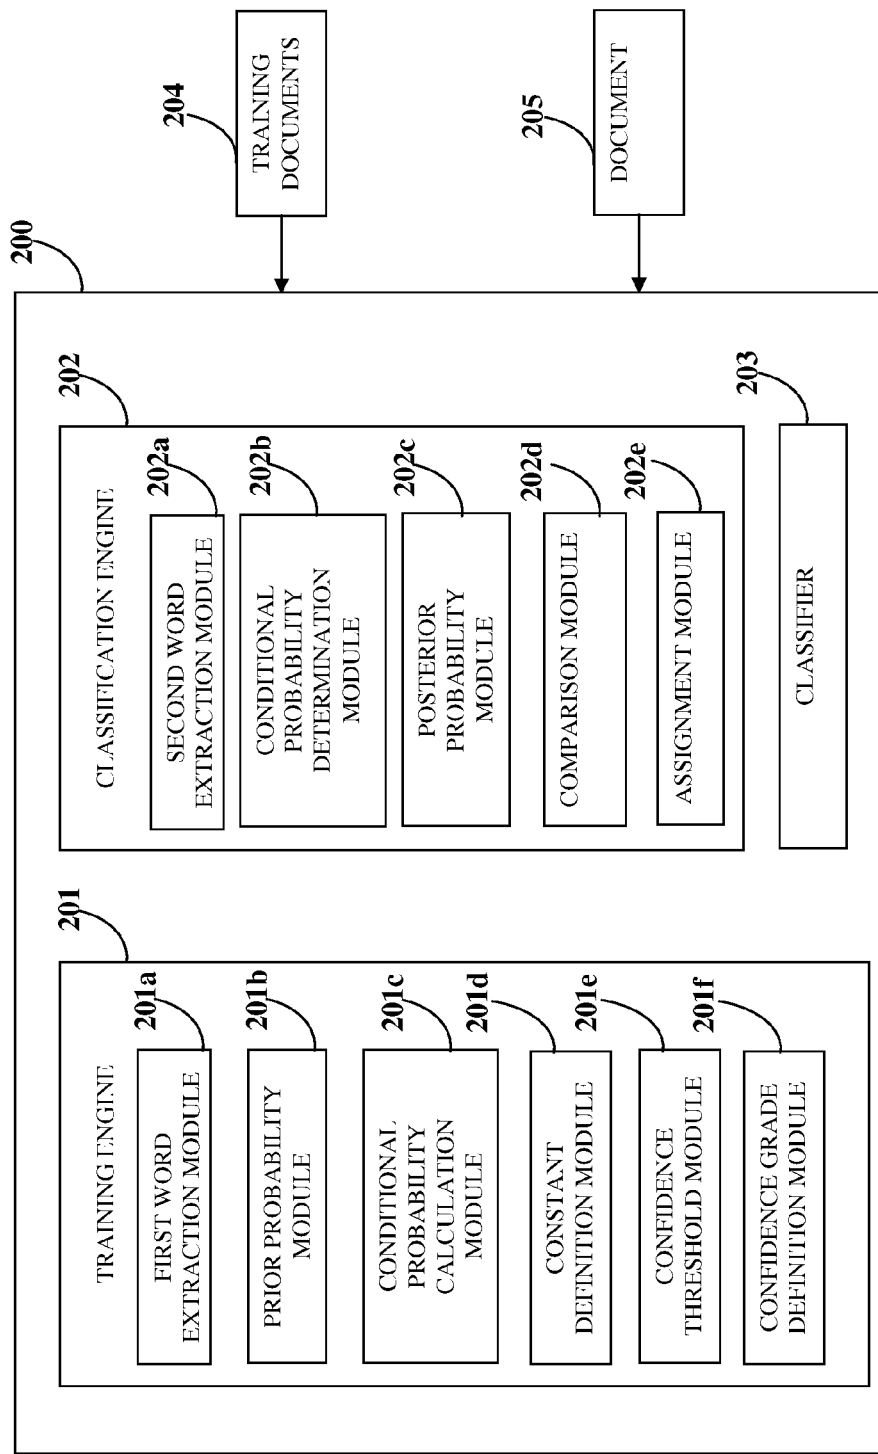 200
TRAINING ENGINE
201
FIRST WORD
EXTRACTION MODULE
201a
PRIOR PROBABILITY
MODULE
201b
CONDITIONAL
PROBABILITY
CALCULATION
MODULE
201c
CONSTANT
DEFINITION MODULE
201d
CONFIDENCE
THRESHOLD MODULE
201e
CONFIDENCE GRADE
DEFINITION MODULE
201f
CLASSIFICATION ENGINE
202
SECOND WORD
EXTRACTION MODULE
202a
CONDITIONAL
PROBABILITY
DETERMINATION
MODULE
202b
POSTERIOR
PROBABILITY
MODULE
202c
COMPARISON MODULE
202d
ASSIGNMENT MODULE
202e
CLASSIFIER
203
TRAINING
DOCUMENTS
204
DOCUMENT
205